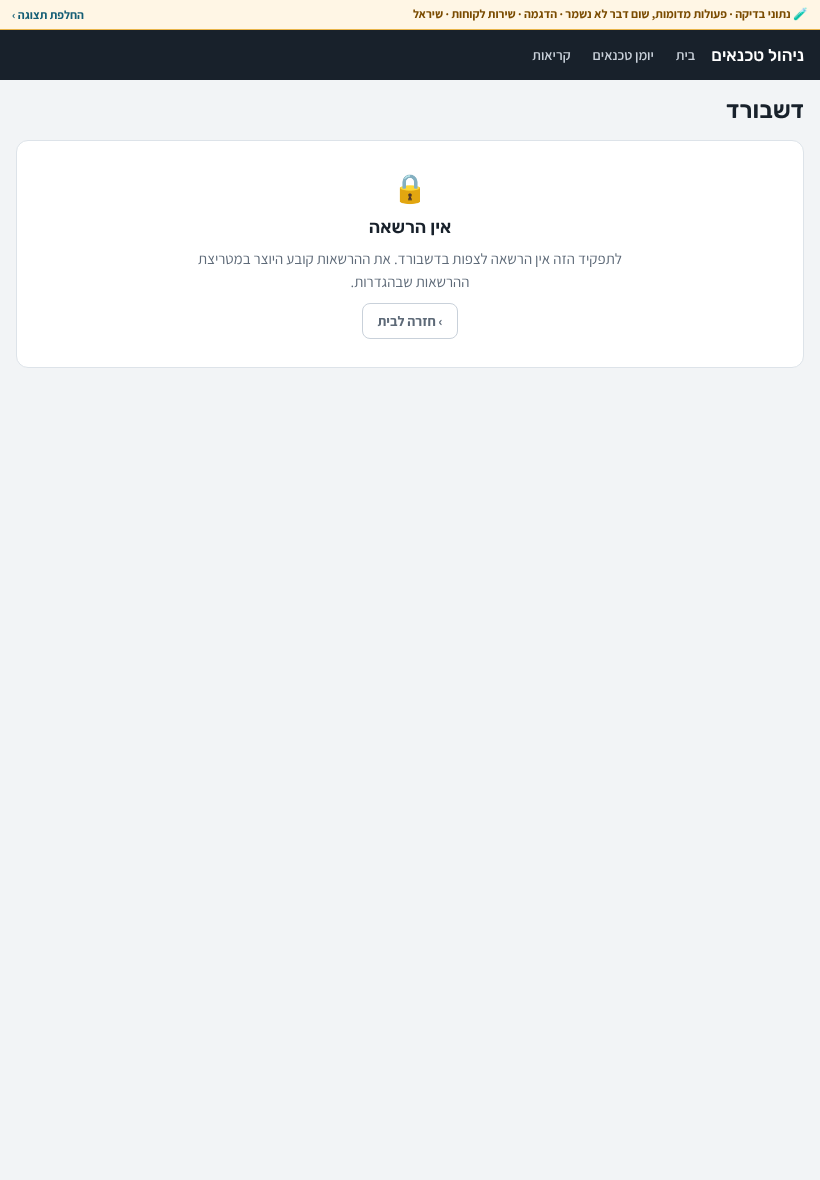 🧪 נתוני בדיקה · פעולות מדומות, שום דבר לא נשמר · הדגמה · שירות לקוחות · שיראל
החלפת תצוגה ›
ניהול טכנאים
בית
יומן טכנאים
קריאות
דשבורד
🔒
אין הרשאה
לתפקיד הזה אין הרשאה לצפות בדשבורד. את ההרשאות קובע היוצר במטריצת
ההרשאות שבהגדרות.
› חזרה לבית